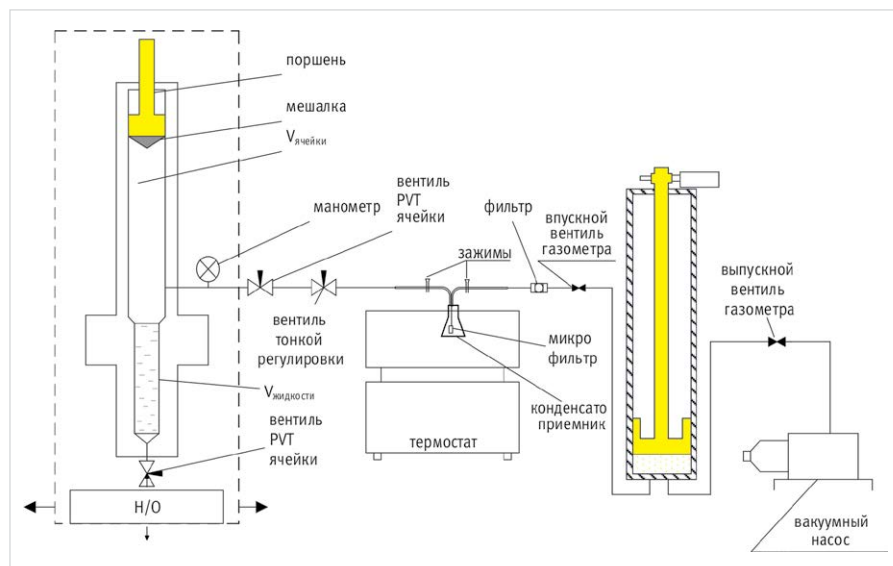 поршень
мешалка
Vячейки
манометр
вентиль
PVT
ячейки
зажимы
фильтр
впускной
вентиль
газометра
выпускной
вентиль
газометра
вентиль
тонкой
регулировки
микро
фильтр
Vжидкости
конденсато
приемник
вентиль
PVT
ячейки
термостат
Н/О
вакуумный
насос